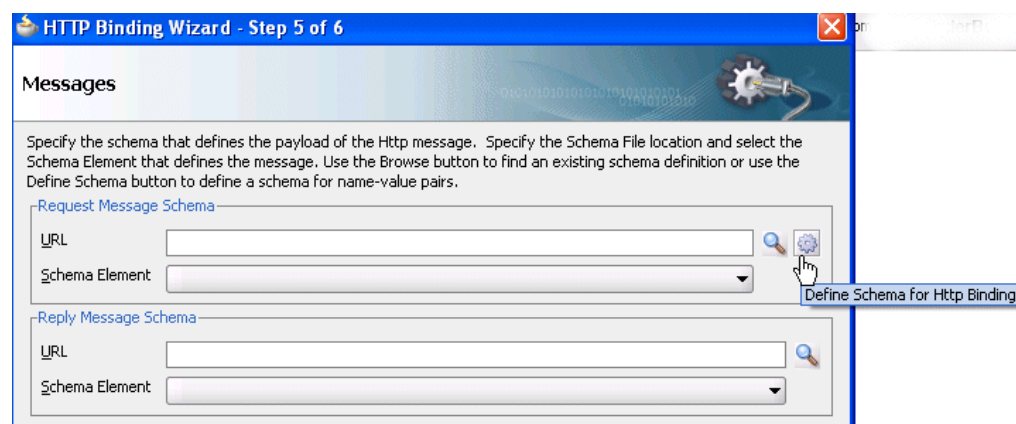 HTTP Binding Wizard - Step 5 of 6
Messages
Specify the schema that defines the payload of the Http message. Specify the Schema File location and select the
Schema Element that defines the message. Use the Browse button to find an existing schema definition or use the
Define Schema button to define a schema for name-value pairs.
Request Message Schema
URL
Schema Element
Define Schema for Http Binding
Reply Message Schema
URL
Schema Element